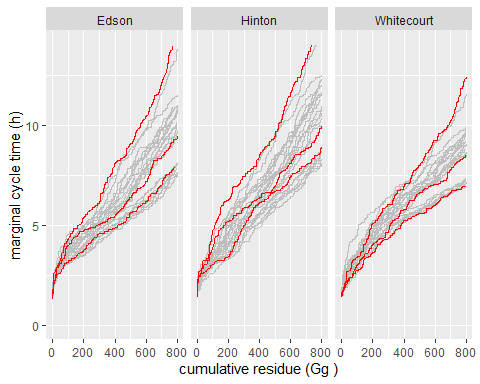 Edson Hinton Whitecourt
marginal cycle time (h)
10
5
0
0 200 400 600 800 0 200 400 600 800 0 200 400 600 800
cumulative residue (Gg )